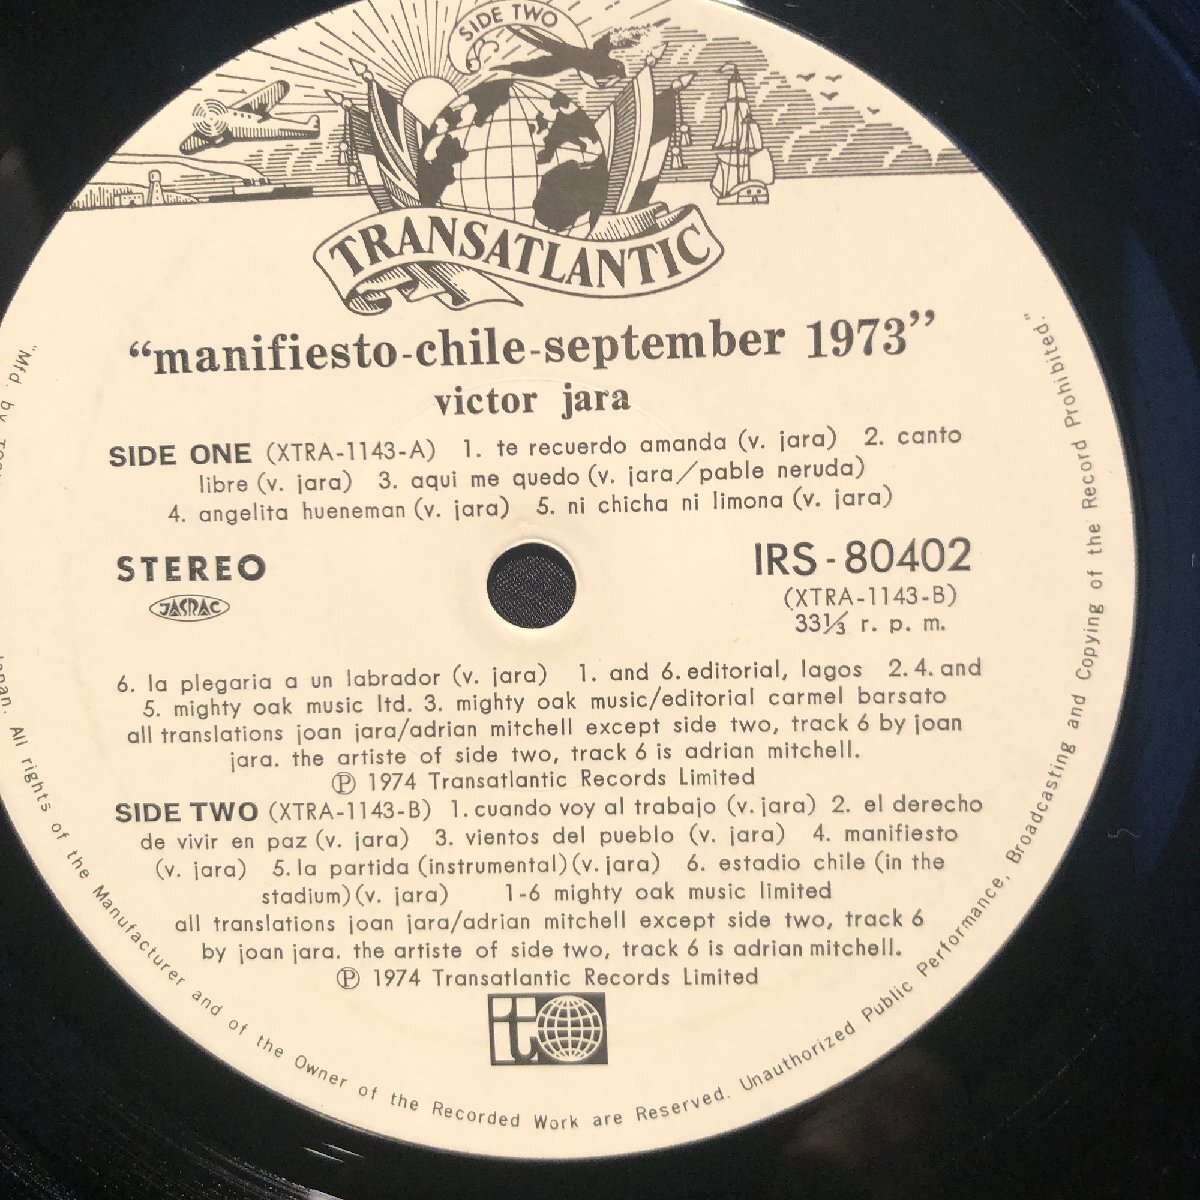 SIDE TWO
TRANSATLANTIC
“manifiesto-chile-september 1973”
victor jara
SIDE ONE (XTRA-1143-A) 1. te recuerdo amanda (v. jara) 2. canto
libre (v. jara) 3. aqui me quedo (v. jara/pable neruda)
4. angelita hueneman (v. jara) 5. ni chicha ni limona (v. jara)
STEREO
JASRAC
IRS-80402
(XTRA-1143-B)
33⅓ r. p. m.
6. la plegaria a un labrador (v. jara) 1. and 6. editorial, lagos 2. 4. and
5. mighty oak music ltd. 3. mighty oak music/editorial carmel barsato
all translations joan jara/adrian mitchell except side two, track 6 by joan
jara. the artiste of side two, track 6 is adrian mitchell.
Ⓟ 1974 Transatlantic Records Limited
SIDE TWO (XTRA-1143-B) 1. cuando voy al trabajo (v. jara) 2. el derecho
de vivir en paz (v. jara) 3. vientos del pueblo (v. jara) 4. manifiesto
(v. jara) 5. la partida (instrumental) (v. jara) 6. estadio chile (in the
stadium) (v. jara) 1-6 mighty oak music limited
all translations joan jara/adrian mitchell except side two, track 6
by joan jara. the artiste of side two, track 6 is adrian mitchell.
Ⓟ 1974 Transatlantic Records Limited
it
"Mfd. by All rights of the Manufacturer and of the Owner of the Recorded Work are Reserved. Unauthorized Public Performance, Broadcasting and Copying of the Record Prohibited."